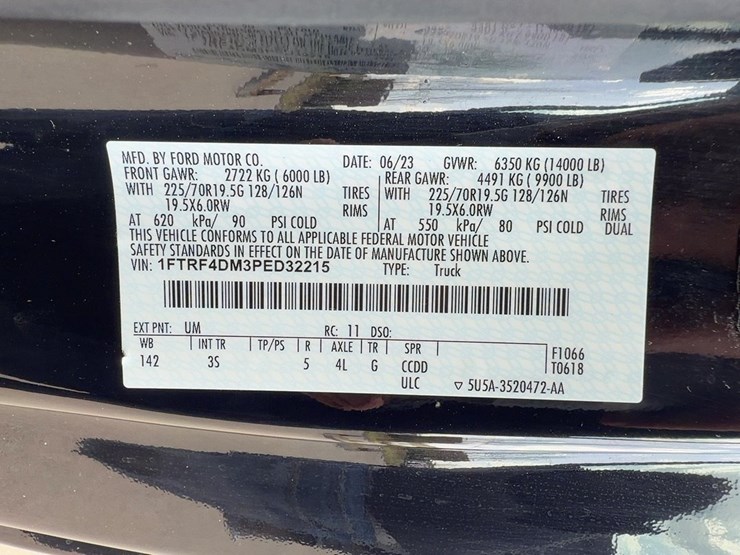 MFD. BY FORD MOTOR CO. DATE: 06/23 GVWR: 6350 KG (14000 LB)
FRONT GAWR: 2722 KG ( 6000 LB) REAR GAWR: 4491 KG ( 9900 LB)
WITH 225/70R19.5G 128/126N TIRES WITH 225/70R19.5G 128/126N TIRES
19.5X6.0RW RIMS 19.5X6.0RW RIMS
AT 620 kPa/ 90 PSI COLD AT 550 kPa/ 80 PSI COLD DUAL
THIS VEHICLE CONFORMS TO ALL APPLICABLE FEDERAL MOTOR VEHICLE
SAFETY STANDARDS IN EFFECT ON THE DATE OF MANUFACTURE SHOWN ABOVE.
VIN: 1FTRF4DM3PED32215 TYPE: Truck
EXT PNT: UM RC: 11 DSO:
WB INT TR TP/PS R AXLE TR SPR F1066
142 3S 5 4L G CCDD T0618
ULC ▽ 5U5A-3520472-AA